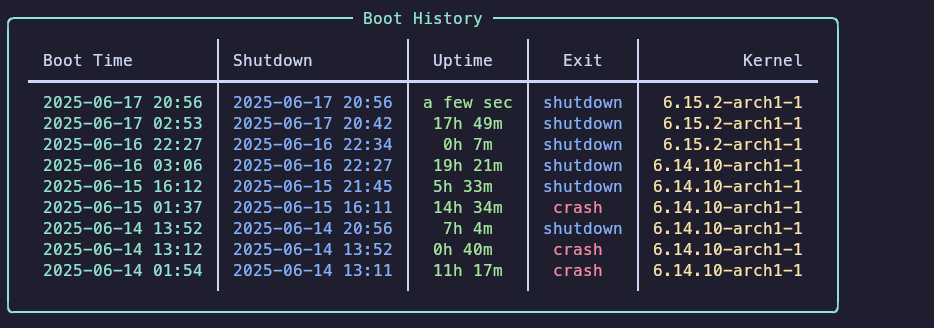 Boot History
Boot Time Shutdown Uptime Exit Kernel
2025-06-17 20:56 2025-06-17 20:56 a few sec shutdown 6.15.2-arch1-1
2025-06-17 02:53 2025-06-17 20:42 17h 49m shutdown 6.15.2-arch1-1
2025-06-16 22:27 2025-06-16 22:34 0h 7m shutdown 6.15.2-arch1-1
2025-06-16 03:06 2025-06-16 22:27 19h 21m shutdown 6.14.10-arch1-1
2025-06-15 16:12 2025-06-15 21:45 5h 33m shutdown 6.14.10-arch1-1
2025-06-15 01:37 2025-06-15 16:11 14h 34m crash 6.14.10-arch1-1
2025-06-14 13:52 2025-06-14 20:56 7h 4m shutdown 6.14.10-arch1-1
2025-06-14 13:12 2025-06-14 13:52 0h 40m crash 6.14.10-arch1-1
2025-06-14 01:54 2025-06-14 13:11 11h 17m crash 6.14.10-arch1-1